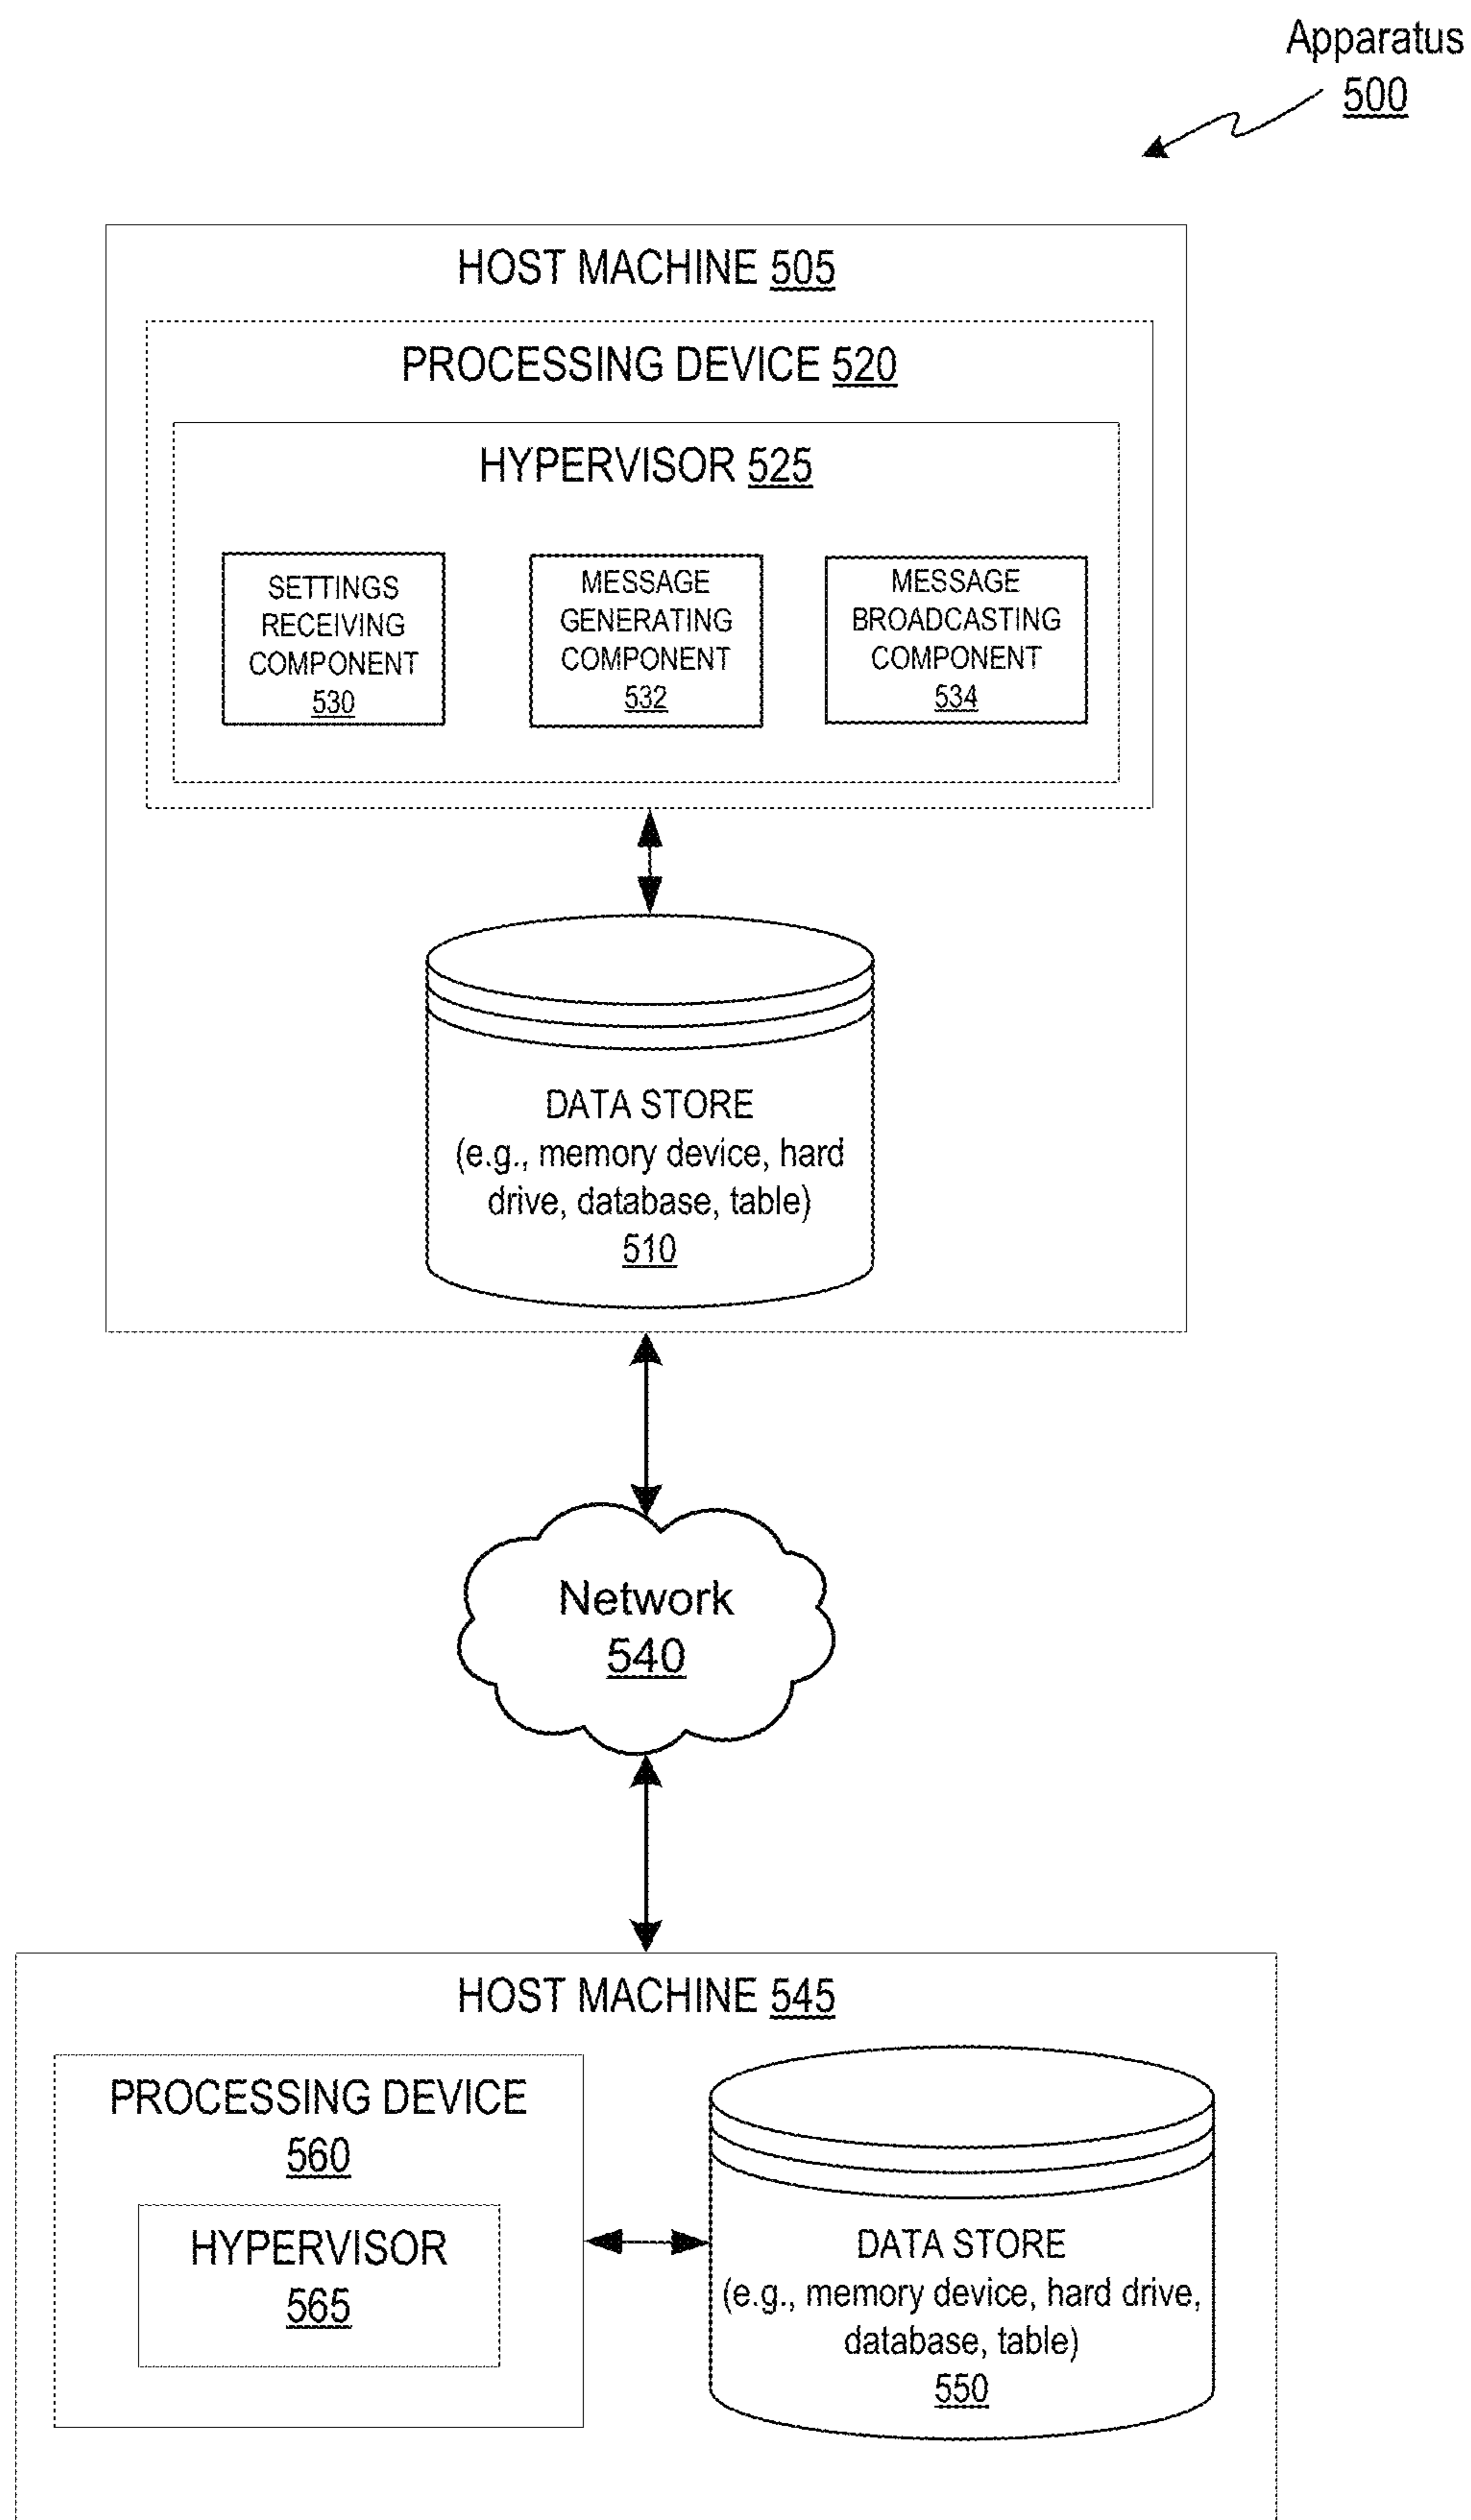 Apparatus
500
HOST MACHINE 505
PROCESSING DEVICE 520
HYPERVISOR 525
SETTINGS
RECEIVING
COMPONENT
530
MESSAGE
GENERATING
COMPONENT
532
MESSAGE
BROADCASTING
COMPONENT
534
DATA STORE
(e.g., memory device, hard
drive, database, table)
510
Network
540
HOST MACHINE 545
PROCESSING DEVICE
560
HYPERVISOR
565
DATA STORE
(e.g., memory device, hard drive,
database, table)
550